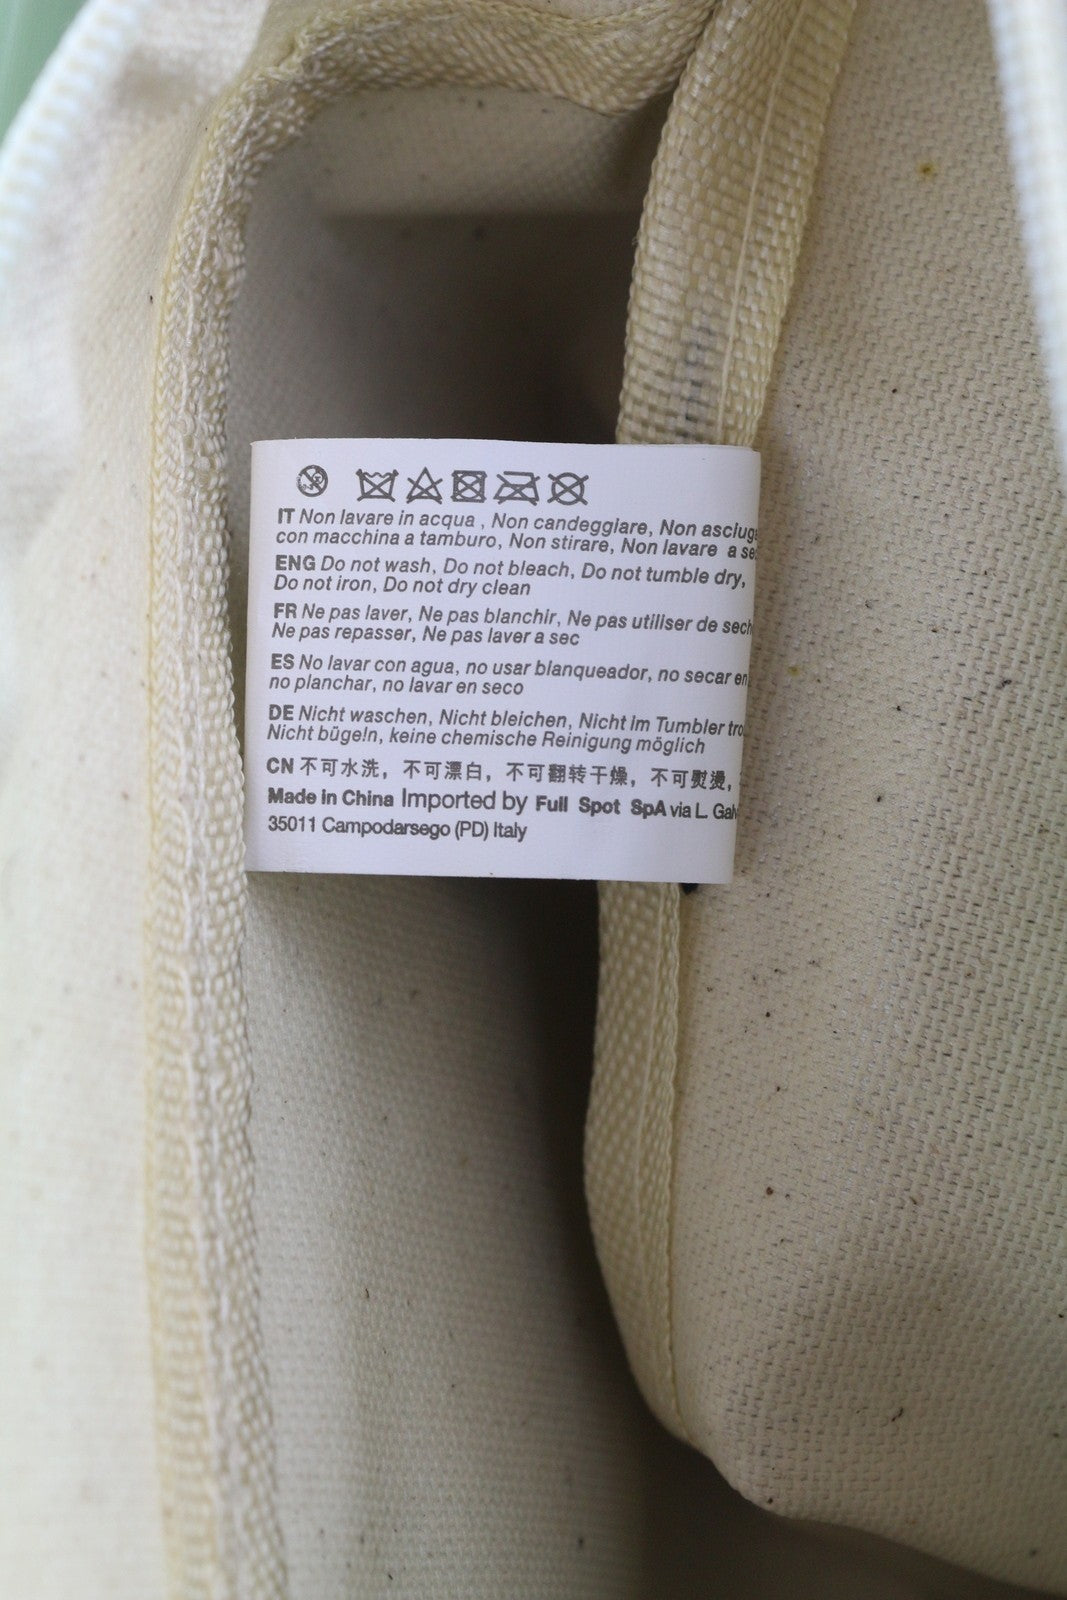 IT Non lavare in acqua , Non candeggiare, Non asciug
con macchina a tamburo, Non stirare, Non lavare a se
ENG Do not wash, Do not bleach, Do not tumble dry,
Do not iron, Do not dry clean
FR Ne pas laver, Ne pas blanchir, Ne pas utiliser de sech
Ne pas repasser, Ne pas laver a sec
ES No lavar con agua, no usar blanqueador, no secar en
no planchar, no lavar en seco
DE Nicht waschen, Nicht bleichen, Nicht im Tumbler tro
Nicht bügeln, keine chemische Reinigung möglich
CN 不可水洗，不可漂白，不可翻转干燥，不可熨烫，
Made in China Imported by Full Spot SpA via L. Galv
35011 Campodarsego (PD) Italy